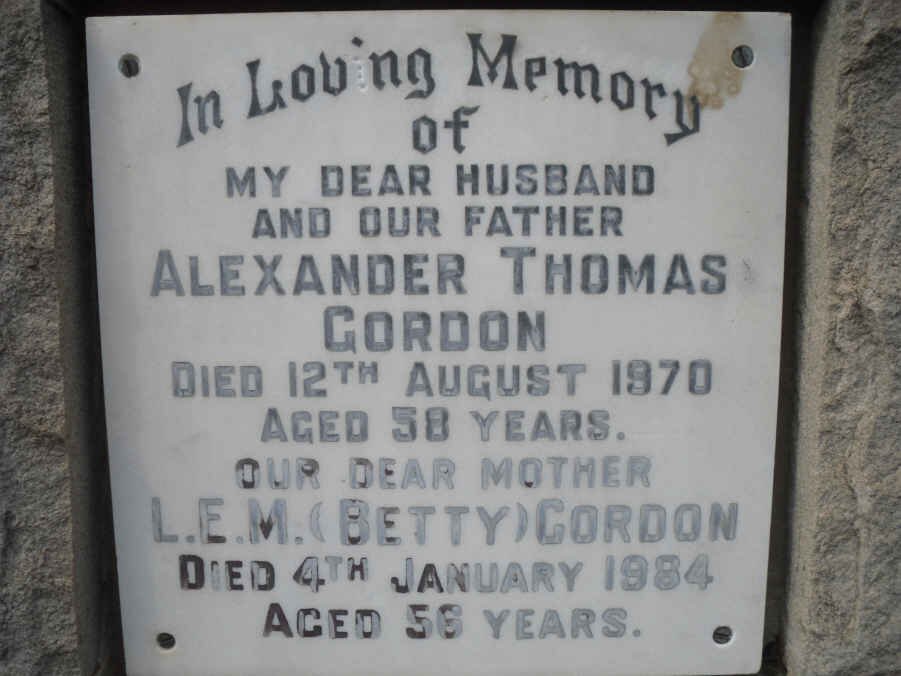 In Loving Memory
of
MY DEAR HUSBAND
AND OUR FATHER
ALEXANDER THOMAS
GORDON
DIED 12TH AUGUST 1970
AGED 58 YEARS.
OUR DEAR MOTHER
L.E.M. (BETTY) GORDON
DIED 4TH JANUARY 1984
AGED 56 YEARS.